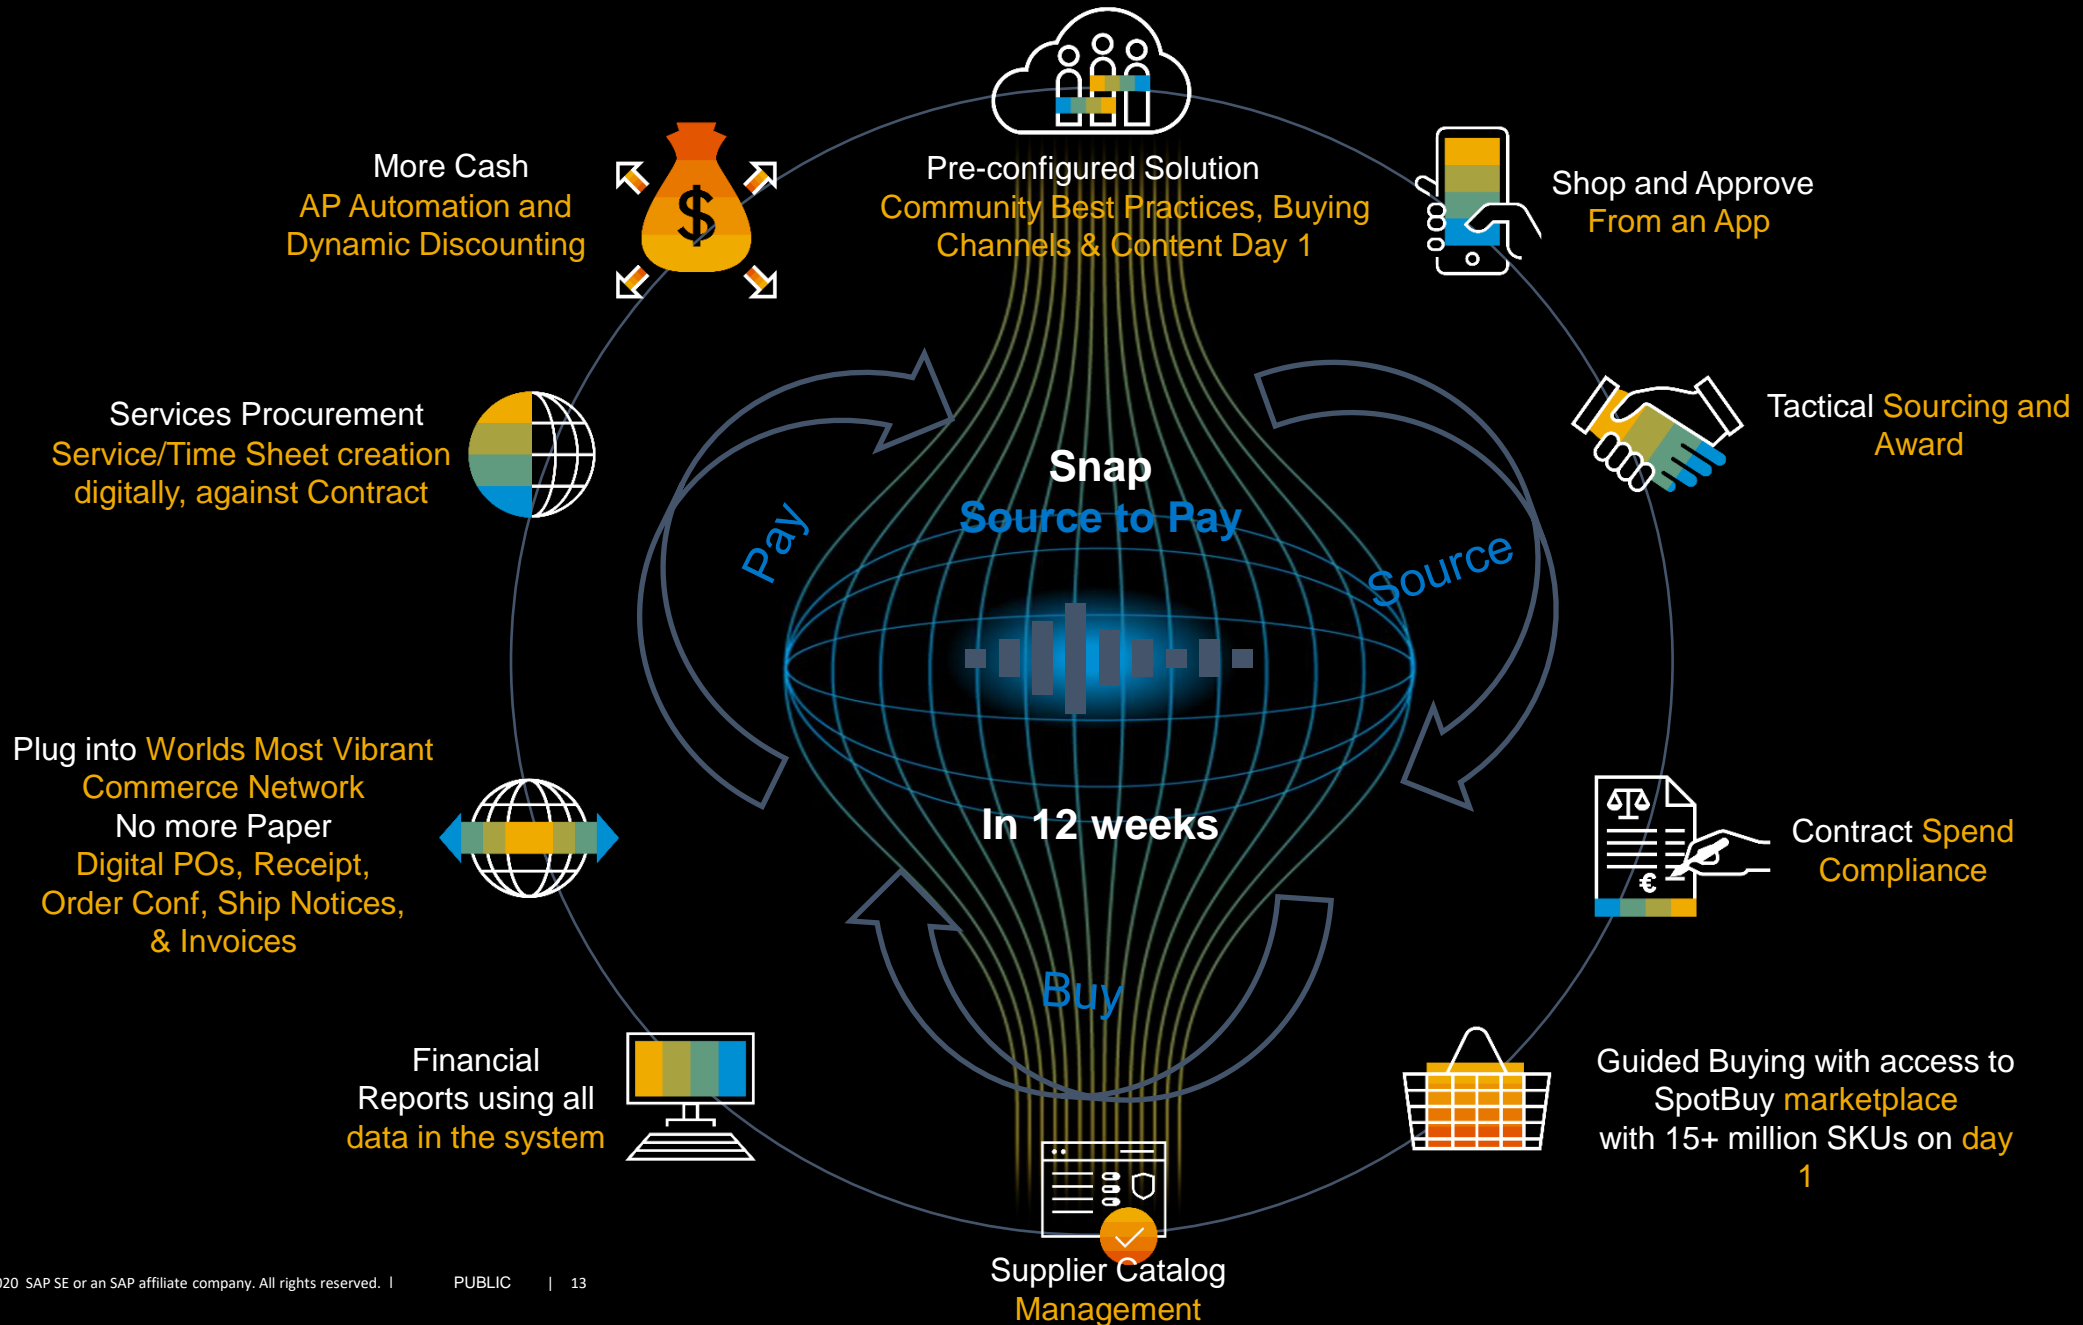 Pre-configured Solution
Community Best Practices, Buying
Channels & Content Day 1
Shop and Approve
From an App
Tactical Sourcing and
Award
Contract Spend
Compliance
Guided Buying with access to
SpotBuy marketplace
with 15+ million SKUs on day
1
Supplier Catalog
Management
Financial
Reports using all
data in the system
Plug into Worlds Most Vibrant
Commerce Network
No more Paper
Digital POs, Receipt,
Order Conf, Ship Notices,
& Invoices
Services Procurement
Service/Time Sheet creation
digitally, against Contract
More Cash
AP Automation and
Dynamic Discounting
$
Snap
Source to Pay
In 12 weeks
Pay
Source
Buy
€
20 SAP SE or an SAP affiliate company. All rights reserved. ǀ PUBLIC | 13